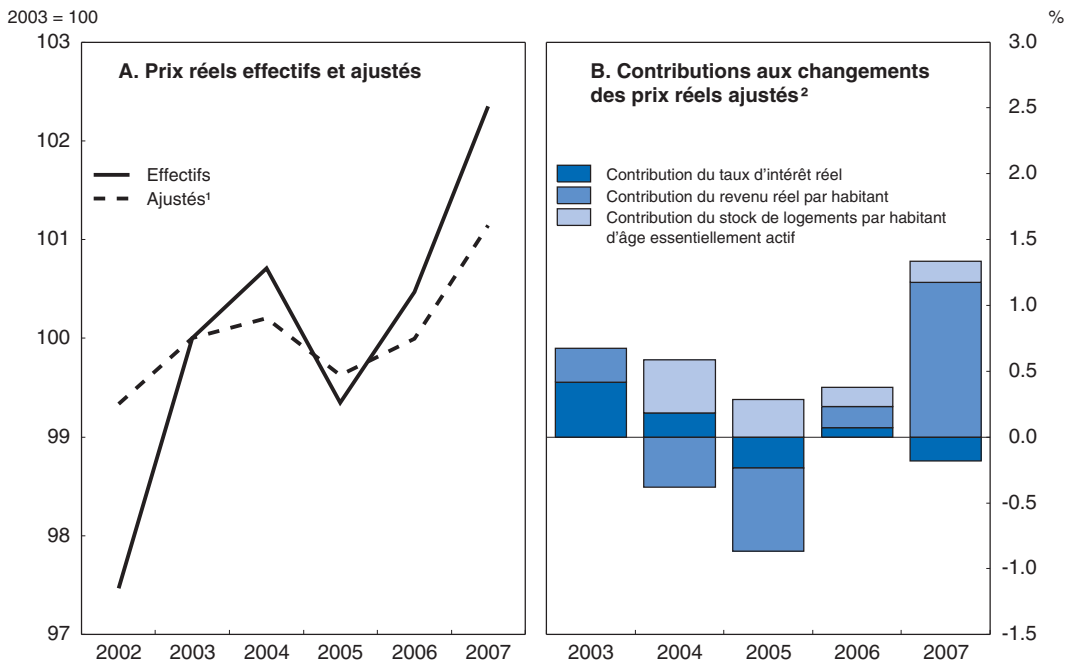 2003 = 100
103
102
101
100
99
98
97
A. Prix réels effectifs et ajustés
Effectifs
Ajustés¹
2002 2003 2004 2005 2006 2007
%
3.0
2.5
2.0
1.5
1.0
0.5
0.0
-0.5
-1.0
-1.5
B. Contributions aux changements
des prix réels ajustés²
Contribution du taux d'intérêt réel
Contribution du revenu réel par habitant
Contribution du stock de logements par habitant
d'âge essentiellement actif
2003 2004 2005 2006 2007